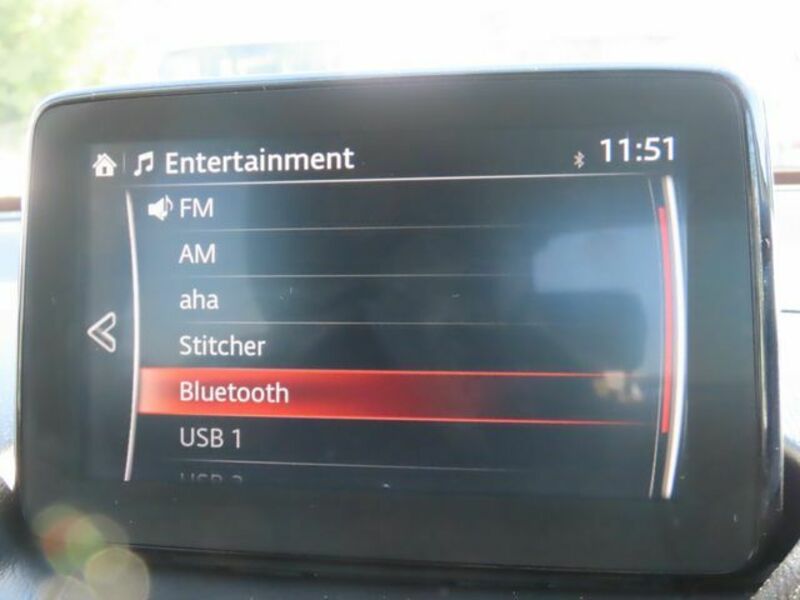 Entertainment
11:51
FM
AM
aha
Stitcher
Bluetooth
USB 1